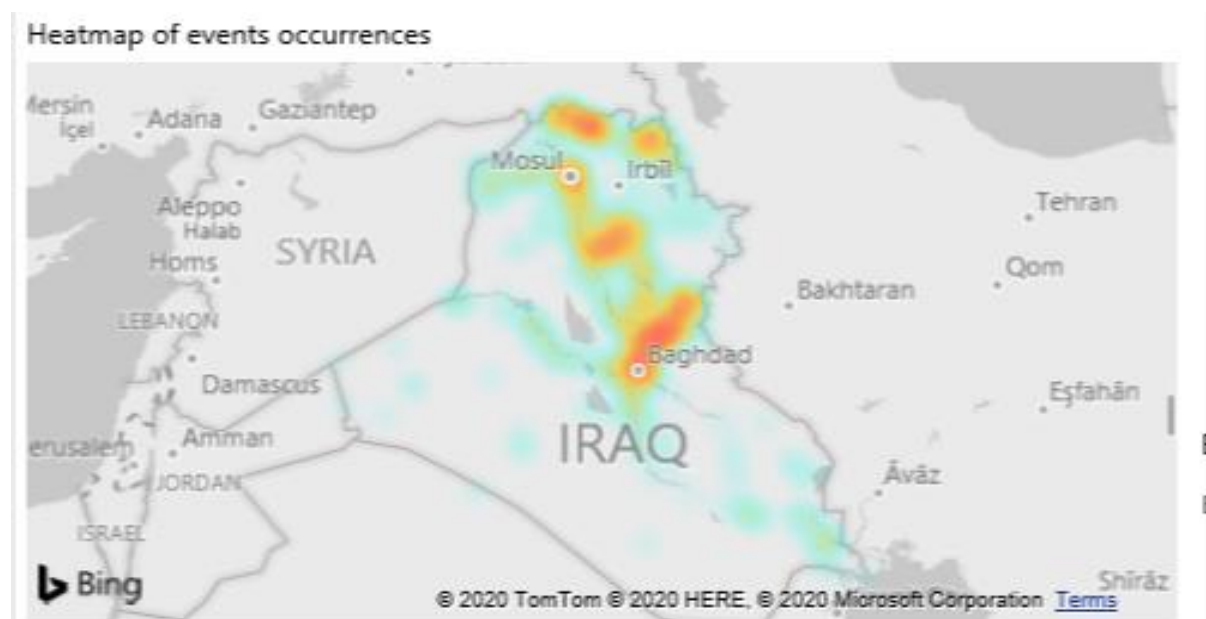 Heatmap of events occurrences
Mersin
İçel
Adana
Gaziantep
Mosul
Irbīl
Aleppo
Halab
Tehran
SYRIA
Homs
Qom
Bakhtaran
LEBANON
Baghdad
Damascus
Eşfahān
IRAQ
Jerusalem
Amman
Āvāz
JORDAN
ISRAEL
Bing
Shīrāz
© 2020 TomTom © 2020 HERE, © 2020 Microsoft Corporation Terms